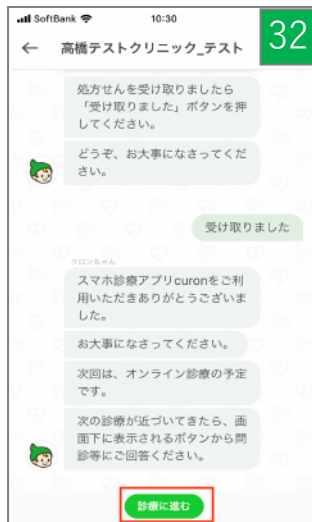 SoftBank 10:30
32
高橋テストクリニック_テスト
処方せんを受け取りましたら
「受け取りました」ボタンを押
してください。
どうぞ、お大事になさってくだ
さい。
受け取りました
クロンちゃん
スマホ診療アプリcuronをご利
用いただきありがとうございま
した。
お大事になさってください。
次回は、オンライン診療の予定
です。
次の診療が近づいてきたら、画
面下に表示されるボタンから問
診等にご回答ください。
診療に進む